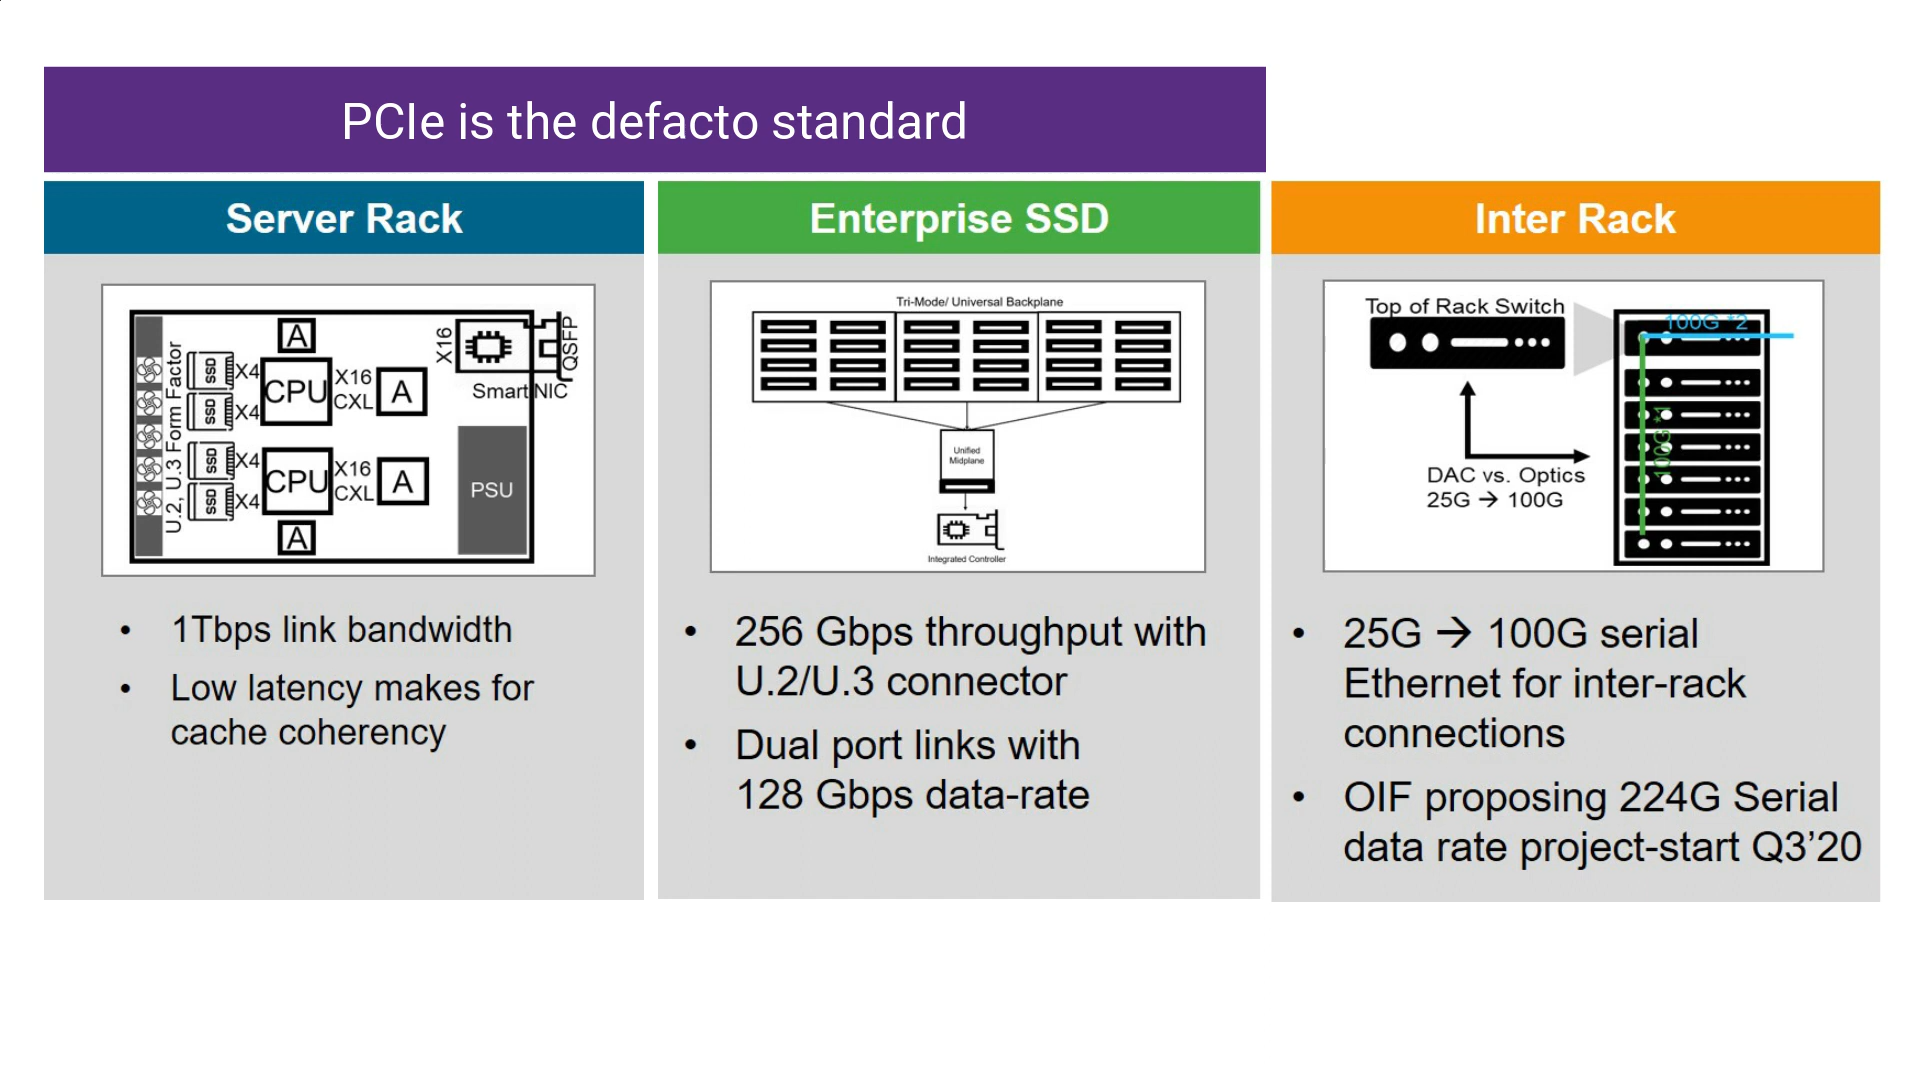 PCIe is the defacto standard
Server Rack
A
X16
QSFP
Smart NIC
U.2, U.3 Form Factor
SSD
X4
SSD
X4
CPU
X16
CXL
A
SSD
X4
SSD
X4
CPU
X16
CXL
A
A
PSU
• 1Tbps link bandwidth
• Low latency makes for
cache coherency
Enterprise SSD
Tri-Mode/ Universal Backplane
Unified
Midplane
Integrated Controller
• 256 Gbps throughput with
U.2/U.3 connector
• Dual port links with
128 Gbps data-rate
Inter Rack
Top of Rack Switch
100G *2
100G *4
DAC vs. Optics
25G → 100G
• 25G → 100G serial
Ethernet for inter-rack
connections
• OIF proposing 224G Serial
data rate project-start Q3’20